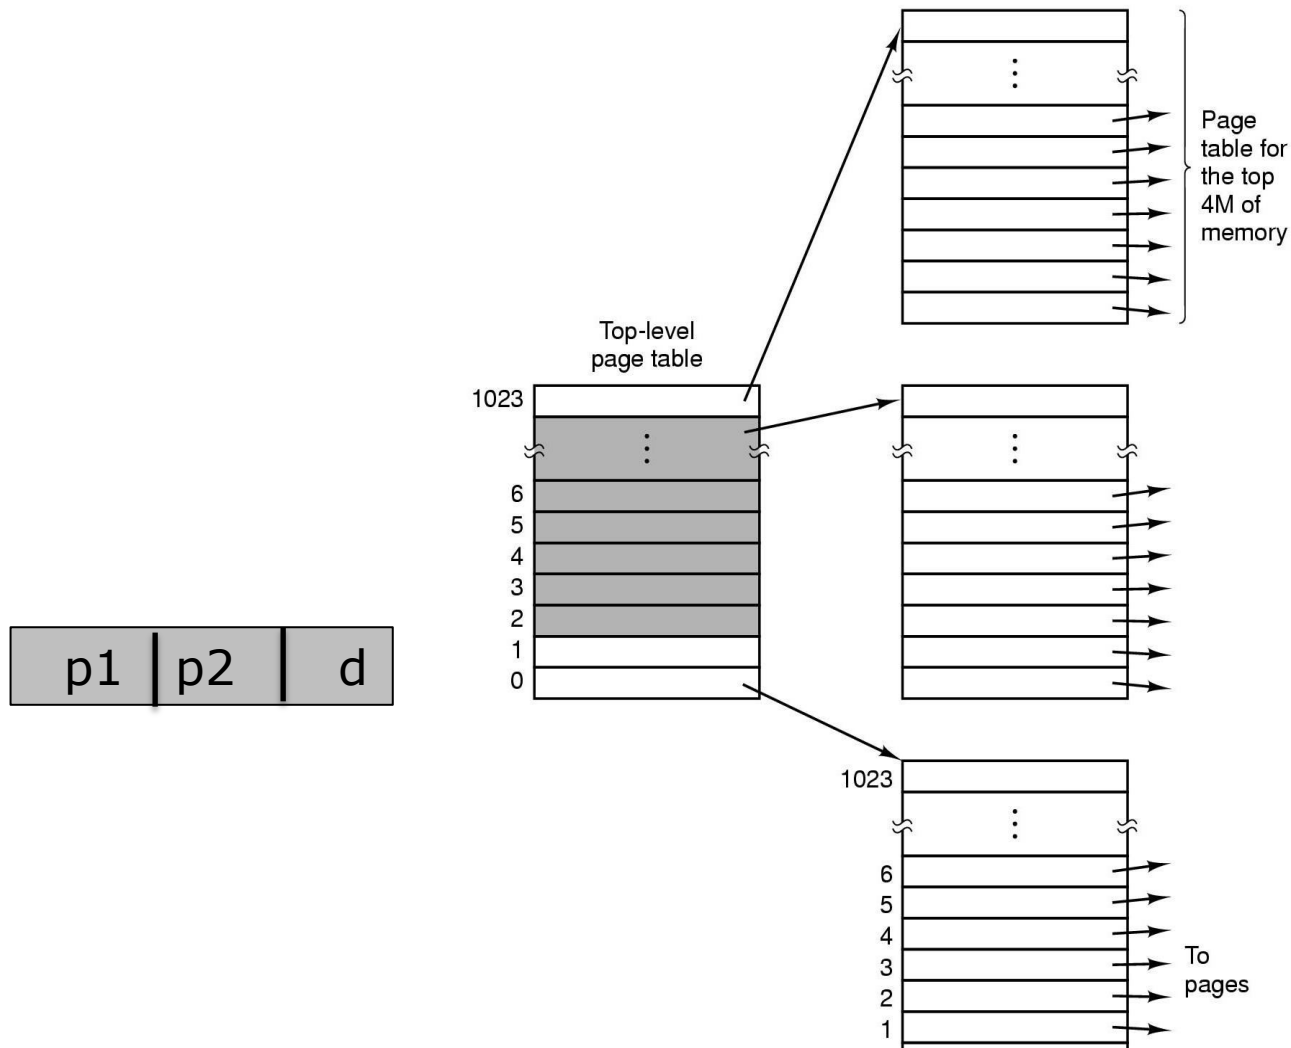 Page
table for
the top
4M of
memory
Top-level
page table
1023
6
5
4
3
2
1
0
p1 p2 d
1023
6
5
4
3
2
1
To
pages